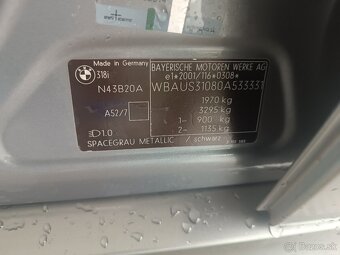 Made in Germany
BAYERISCHE MOTOREN WERKE AG
318i
e1*2001/116*0308*
N43B20A
WBAUS31080A533331
1970 kg
A52/7
3295 kg
1- 900 kg
1.0
2- 1135 kg
SPACEGRAU METALLIC / schwarz
bazos.sk